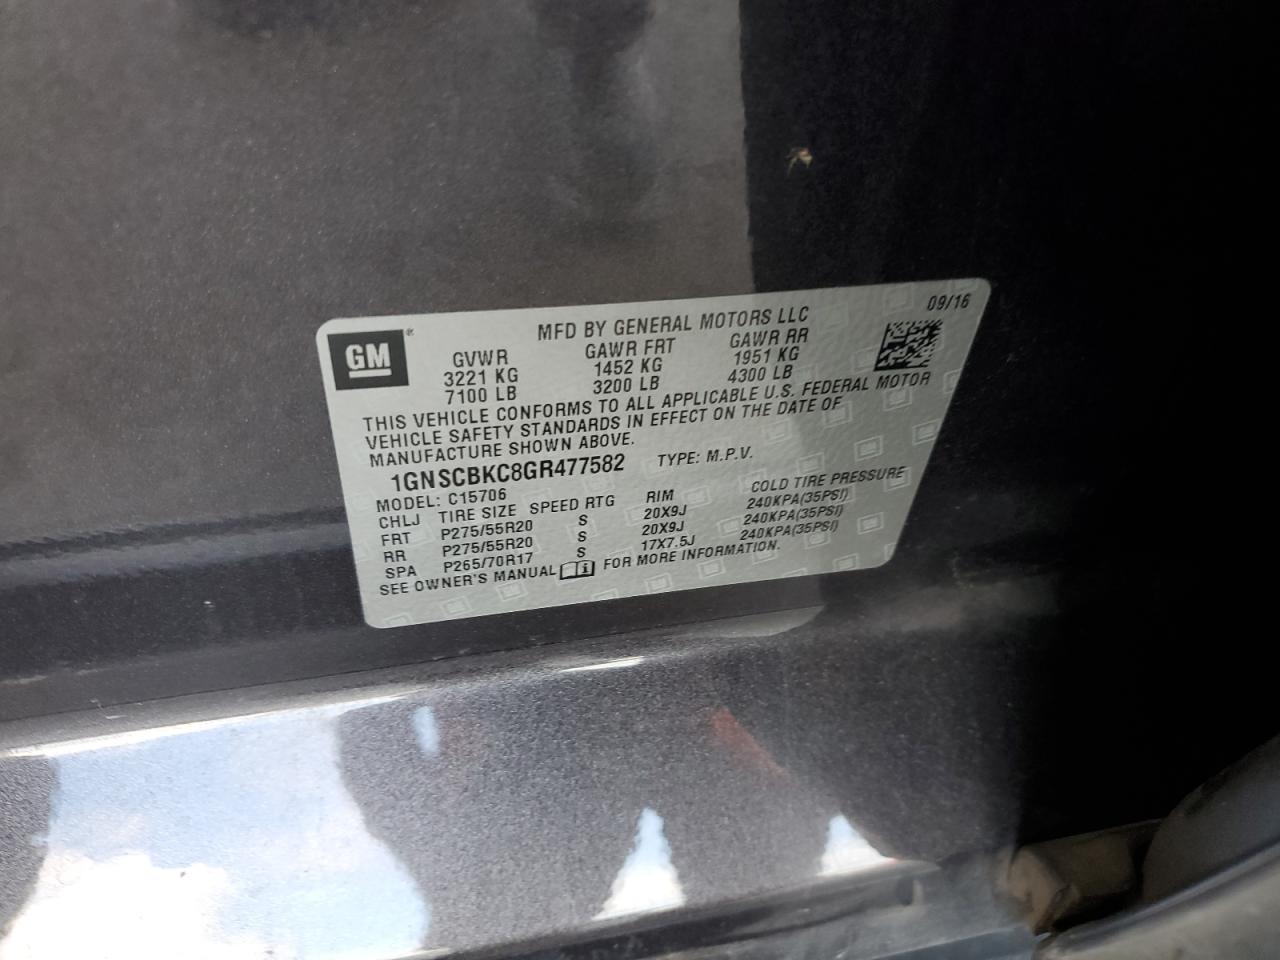 09/16
GM®
MFD BY GENERAL MOTORS LLC
GVWR GAWR FRT GAWR RR
3221 KG 1452 KG 1951 KG
7100 LB 3200 LB 4300 LB
THIS VEHICLE CONFORMS TO ALL APPLICABLE U.S. FEDERAL MOTOR
VEHICLE SAFETY STANDARDS IN EFFECT ON THE DATE OF
MANUFACTURE SHOWN ABOVE.
1GNSCBKC8GR477582 TYPE: M.P.V.
MODEL: C15706
CHLJ TIRE SIZE SPEED RTG RIM COLD TIRE PRESSURE
FRT P275/55R20 S 20X9J 240KPA(35PSI)
RR P275/55R20 S 20X9J 240KPA(35PSI)
SPA P265/70R17 S 17X7.5J 240KPA(35PSI)
SEE OWNER'S MANUAL FOR MORE INFORMATION.